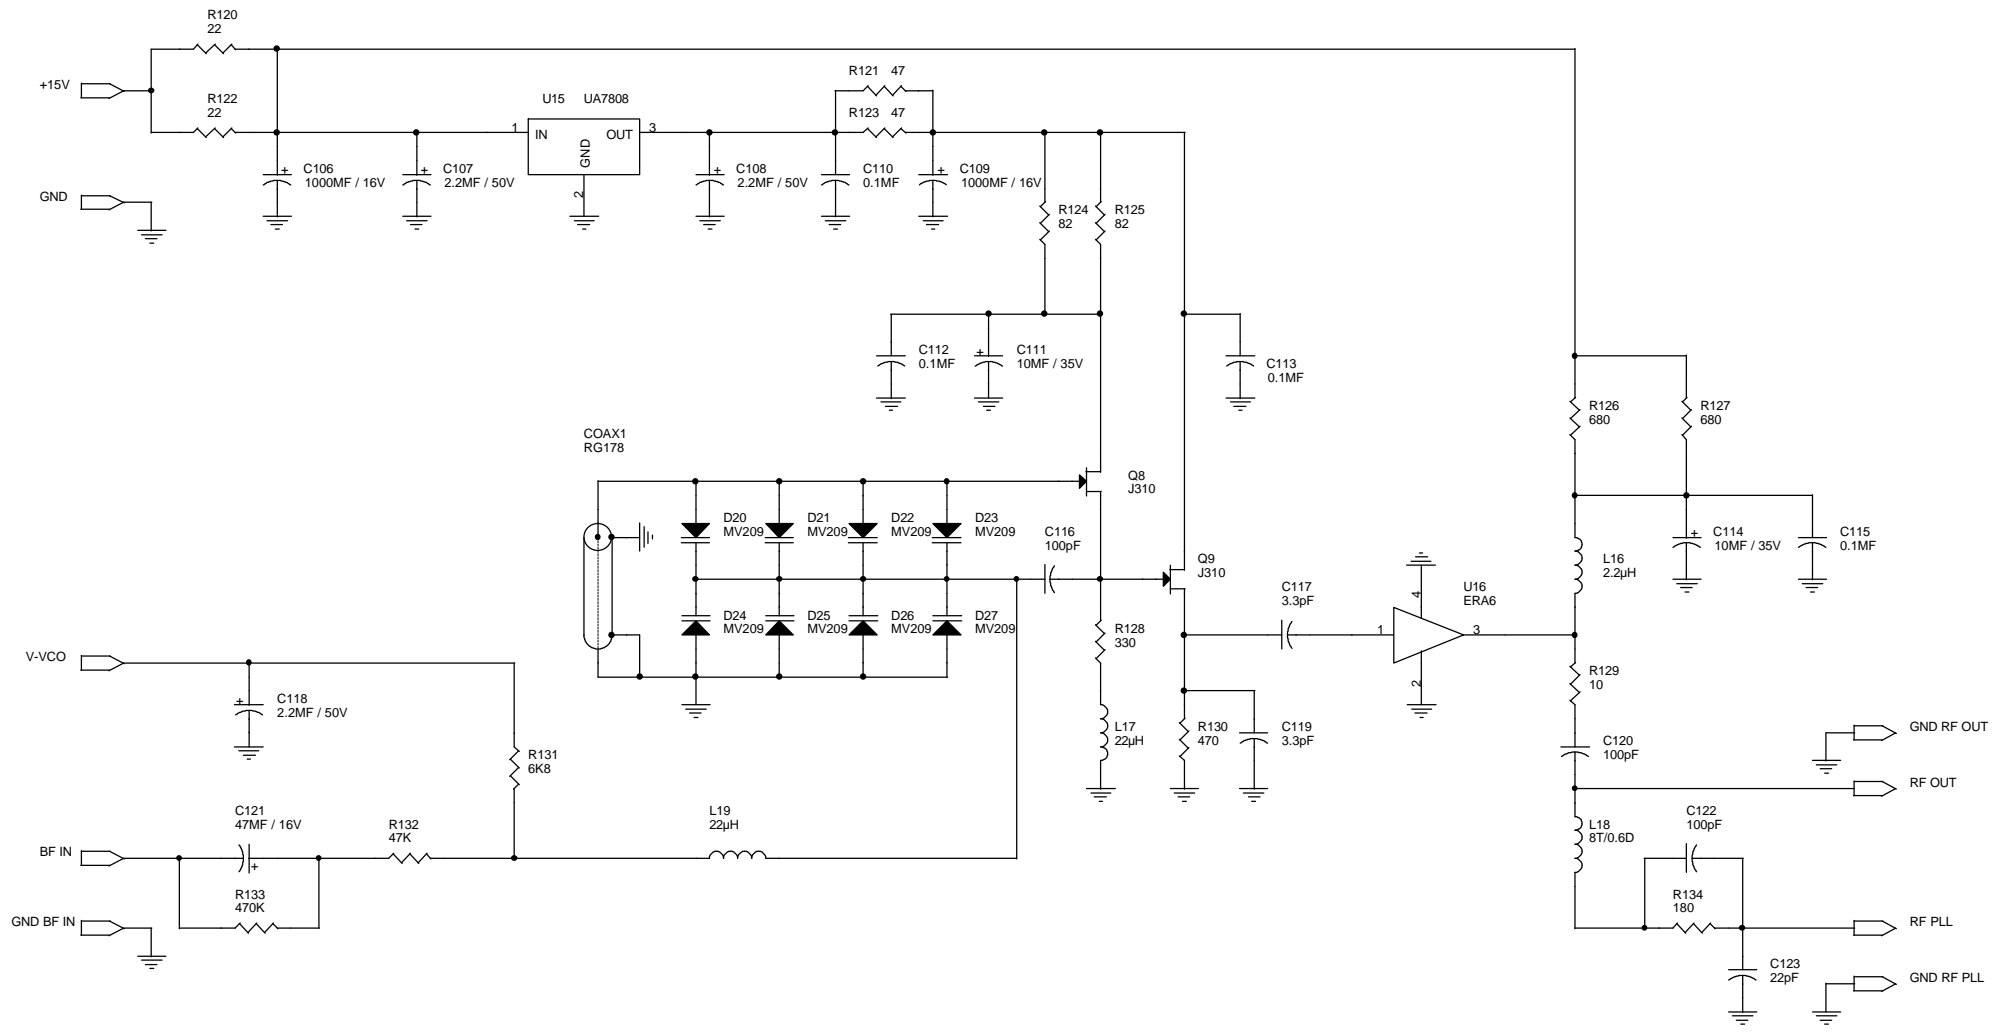 R120
22
+15V
R122
22
GND
U15 UA7808
1
IN
OUT
3
GND
2
R121 47
R123 47
+
C106
1000MF / 16V
+
C107
2.2MF / 50V
+
C108
2.2MF / 50V
C110
0.1MF
+
C109
1000MF / 16V
R124
82
R125
82
C112
0.1MF
+
C111
10MF / 35V
C113
0.1MF
R126
680
R127
680
COAX1
RG178
Q8
J310
D20
MV209
D21
MV209
D22
MV209
D23
MV209
C116
100pF
Q9
J310
+
C114
10MF / 35V
C115
0.1MF
L16
2.2µH
C117
3.3pF
U16
ERA6
4
1
3
2
D24
MV209
D25
MV209
D26
MV209
D27
MV209
R128
330
V-VCO
+
C118
2.2MF / 50V
R129
10
L17
22µH
R130
470
C119
3.3pF
C120
100pF
GND RF OUT
R131
6K8
RF OUT
C121
47MF / 16V
+
R132
47K
L19
22µH
L18
8T/0.6D
C122
100pF
BF IN
R133
470K
R134
180
GND BF IN
RF PLL
C123
22pF
GND RF PLL